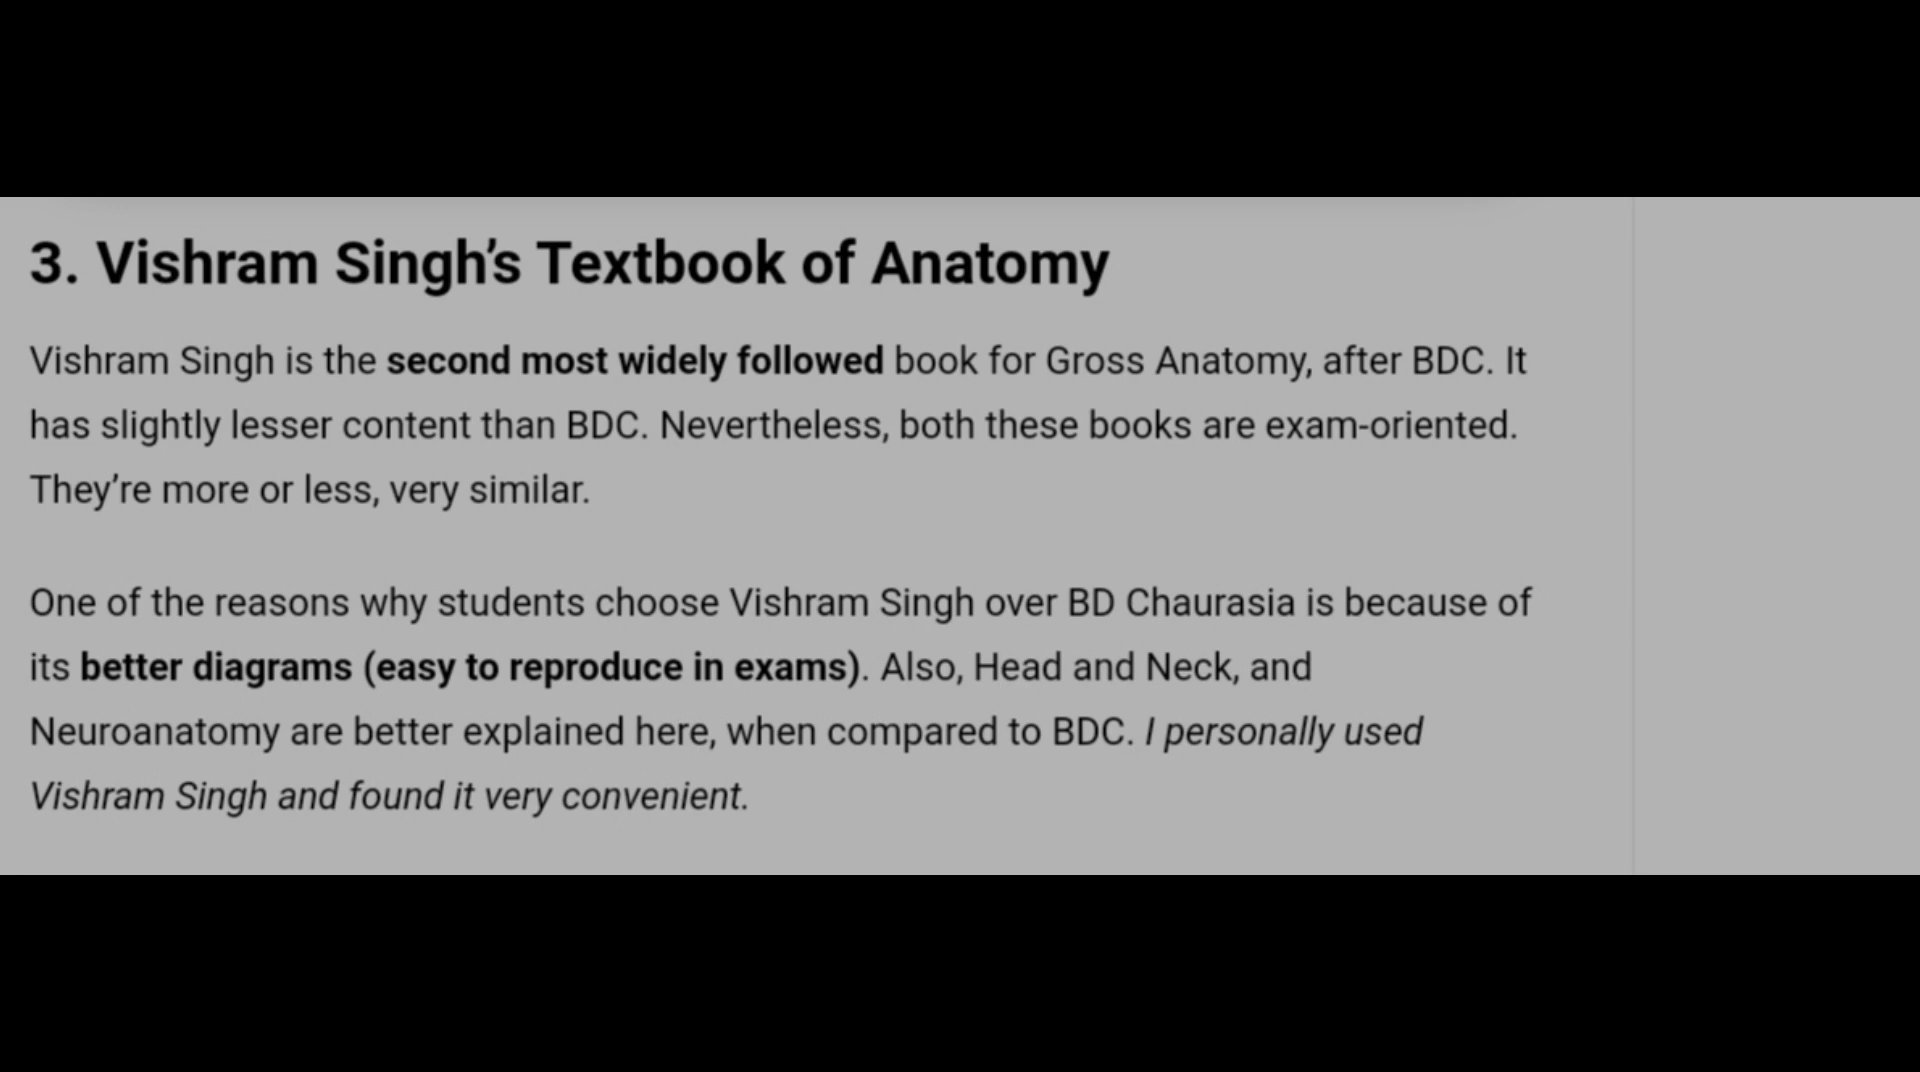 3. Vishram Singh’s Textbook of Anatomy
Vishram Singh is the second most widely followed book for Gross Anatomy, after BDC. It
has slightly lesser content than BDC. Nevertheless, both these books are exam-oriented.
They’re more or less, very similar.
One of the reasons why students choose Vishram Singh over BD Chaurasia is because of
its better diagrams (easy to reproduce in exams). Also, Head and Neck, and
Neuroanatomy are better explained here, when compared to BDC. I personally used
Vishram Singh and found it very convenient.